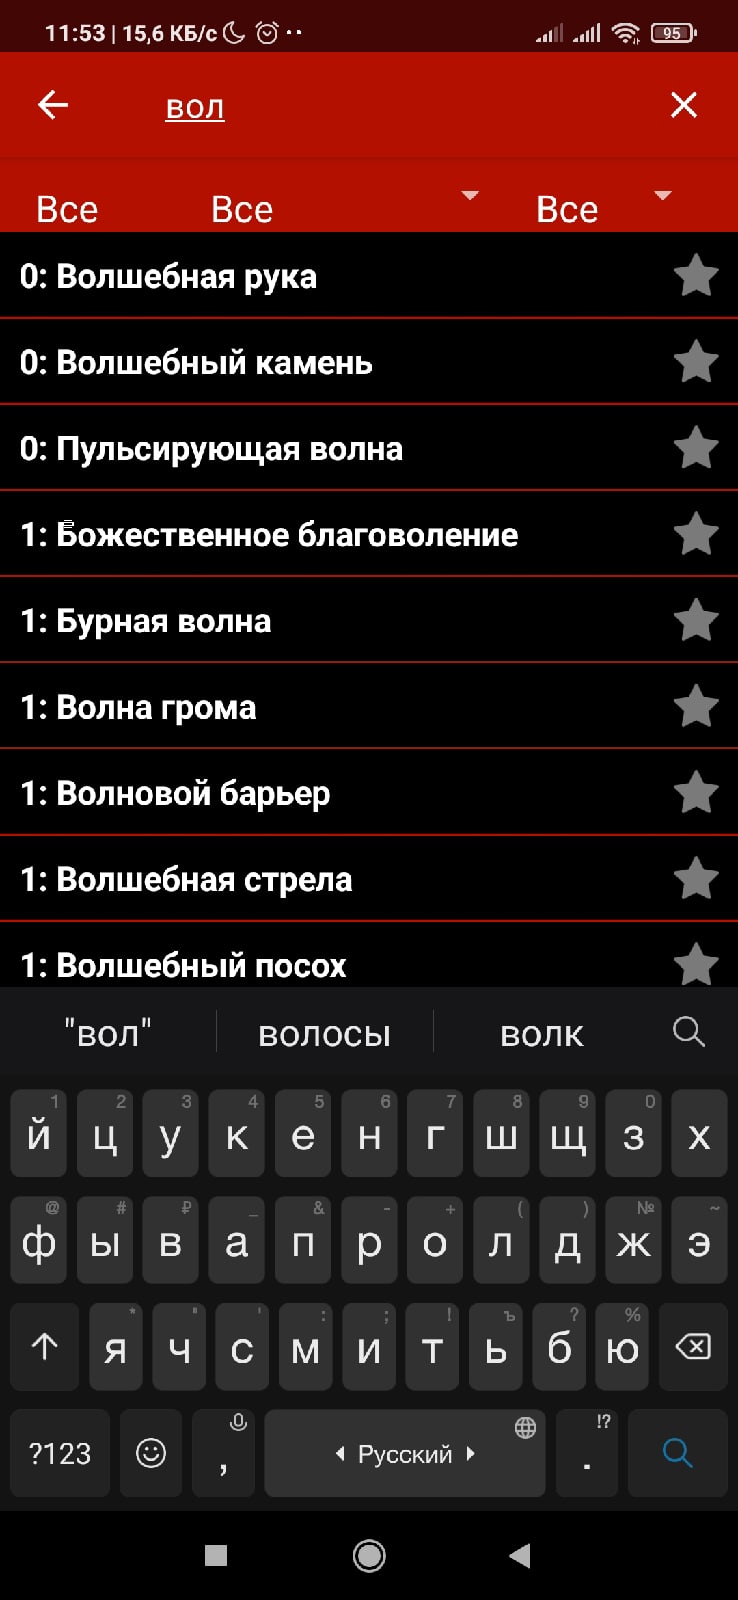 11:53 | 15,6 КБ/с 95
вол
Все Все Все
0: Волшебная рука
0: Волшебный камень
0: Пульсирующая волна
1: Божественное благоволение
1: Бурная волна
1: Волна грома
1: Волновой барьер
1: Волшебная стрела
1: Волшебный посох
"вол" волосы волк
1 2 3 4 5 6 7 8 9 0
й ц у к е н г ш щ з х
@ # ₽ _ & - + ( ) № ~
ф ы в а п р о л д ж э
* " ' : ; ! ъ ? %
я ч с м и т ь б ю
!?
?123 , Русский .